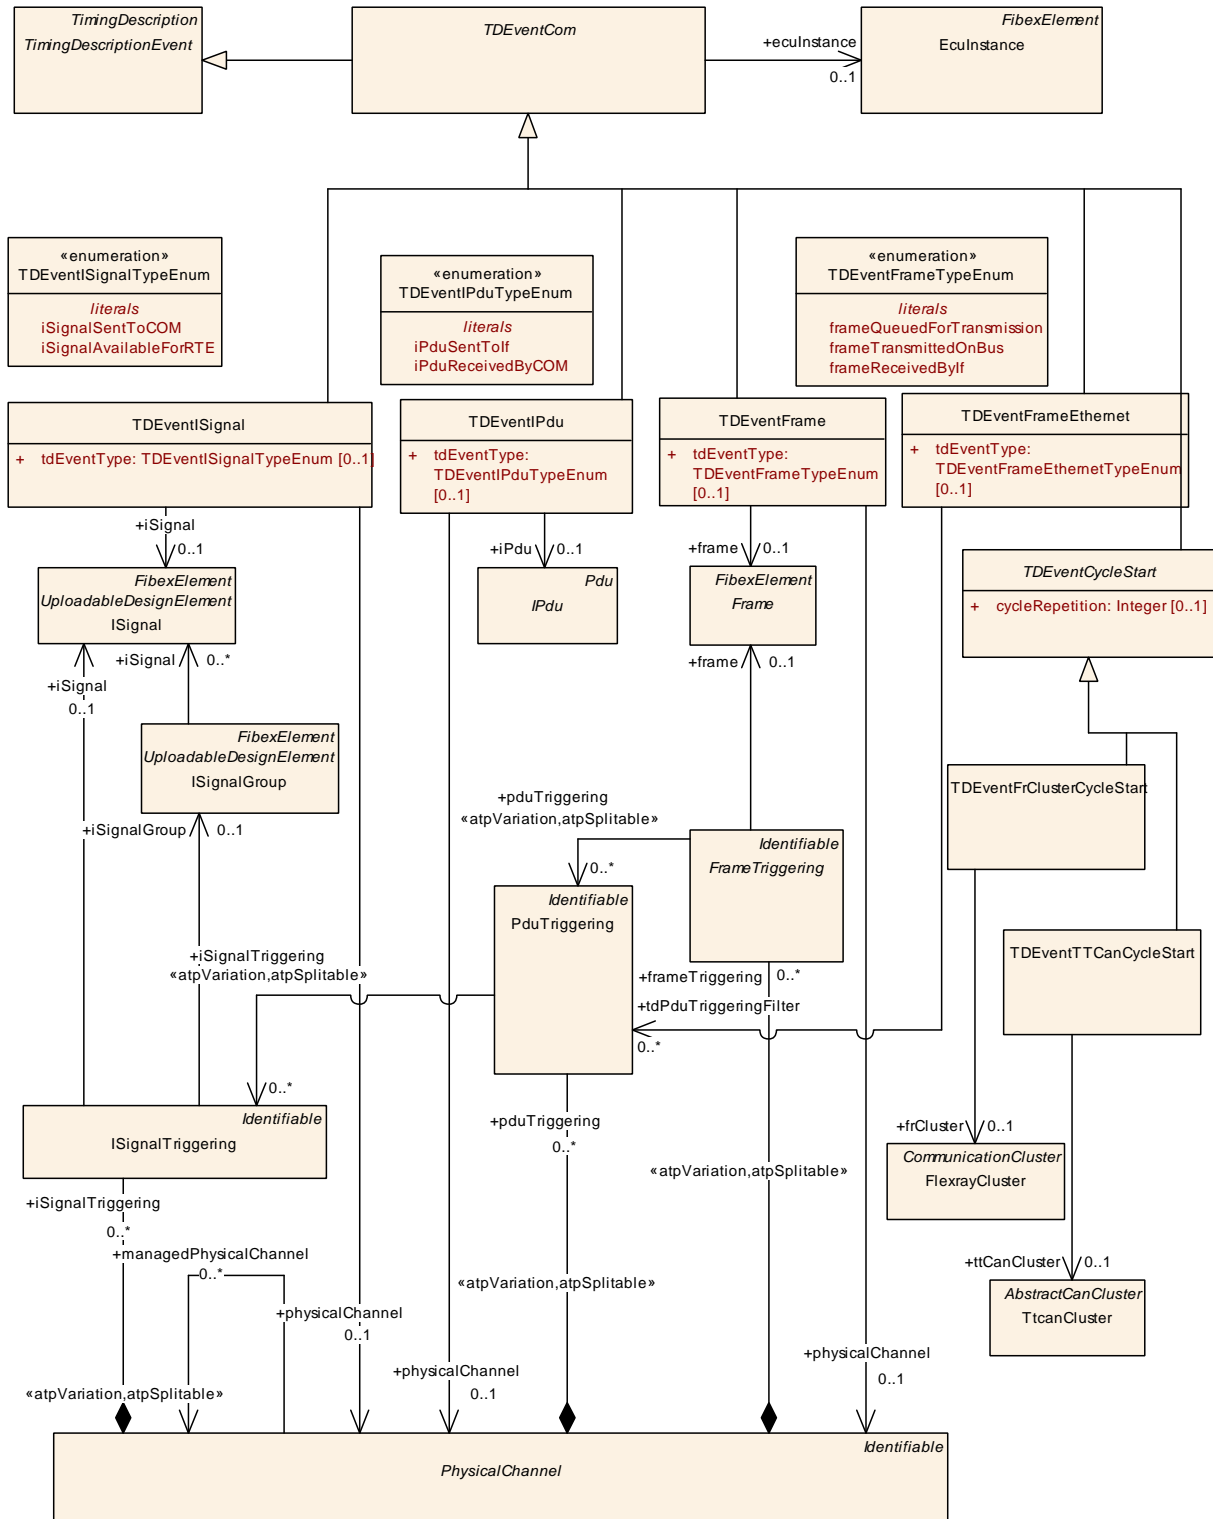 TimingDescription
TimingDescriptionEvent
TDEventCom
FibexElement
EcuInstance
+ecuInstance
0..1
«enumeration»
TDEventISignalTypeEnum
literals
iSignalSentToCOM
iSignalAvailableForRTE
«enumeration»
TDEventIPduTypeEnum
literals
iPduSentToIf
iPduReceivedByCOM
«enumeration»
TDEventFrameTypeEnum
literals
frameQueuedForTransmission
frameTransmittedOnBus
frameReceivedByIf
TDEventISignal
+ tdEventType: TDEventISignalTypeEnum [0..1]
TDEventIPdu
+ tdEventType:
TDEventIPduTypeEnum
[0..1]
TDEventFrame
+ tdEventType:
TDEventFrameTypeEnum
[0..1]
TDEventFrameEthernet
+ tdEventType:
TDEventFrameEthernetTypeEnum
[0..1]
+iSignal
0..1
+iPdu
0..1
+frame
0..1
FibexElement
UploadableDesignElement
ISignal
Pdu
IPdu
FibexElement
Frame
TDEventCycleStart
+ cycleRepetition: Integer [0..1]
+iSignal
0..1
+iSignal
0..*
+frame
0..1
FibexElement
UploadableDesignElement
ISignalGroup
TDEventFrClusterCycleStart
+iSignalGroup
0..1
+pduTriggering
«atpVariation,atpSplitable»
0..*
Identifiable
FrameTriggering
Identifiable
PduTriggering
TDEventTTCanCycleStart
+iSignalTriggering
«atpVariation,atpSplitable»
0..*
+frameTriggering
0..*
+tdPduTriggeringFilter
0..*
Identifiable
ISignalTriggering
+pduTriggering
0..*
«atpVariation,atpSplitable»
+frCluster
0..1
CommunicationCluster
FlexrayCluster
+iSignalTriggering
0..*
+managedPhysicalChannel
0..*
«atpVariation,atpSplitable»
+ttCanCluster
0..1
AbstractCanCluster
TtcanCluster
+physicalChannel
0..1
+physicalChannel
0..1
+physicalChannel
0..1
«atpVariation,atpSplitable»
Identifiable
PhysicalChannel